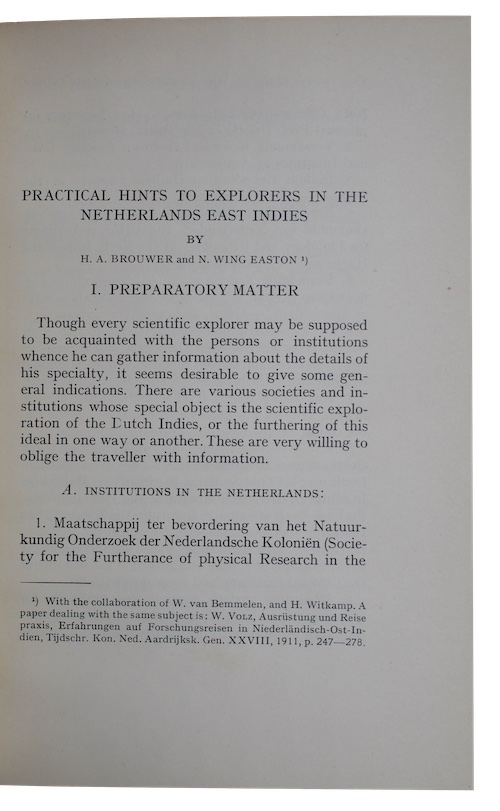 PRACTICAL HINTS TO EXPLORERS IN THE
NETHERLANDS EAST INDIES
BY
H. A. BROUWER and N. WING EASTON ¹)
I. PREPARATORY MATTER
Though every scientific explorer may be supposed
to be acquainted with the persons or institutions
whence he can gather information about the details of
his specialty, it seems desirable to give some gen-
eral indications. There are various societies and in-
stitutions whose special object is the scientific explo-
ration of the Dutch Indies, or the furthering of this
ideal in one way or another. These are very willing to
oblige the traveller with information.
A. INSTITUTIONS IN THE NETHERLANDS:
1. Maatschappij ter bevordering van het Natuur-
kundig Onderzoek der Nederlandsche Koloniën (Socie-
ty for the Furtherance of physical Research in the
¹) With the collaboration of W. van Bemmelen, and H. Witkamp. A
paper dealing with the same subject is: W. Volz, Ausrüstung und Reise
praxis, Erfahrungen auf Forschungsreisen in Niederländisch-Ost-In-
dien, Tijdschr. Kon. Ned. Aardrijksk. Gen. XXVIII, 1911, p. 247—278.